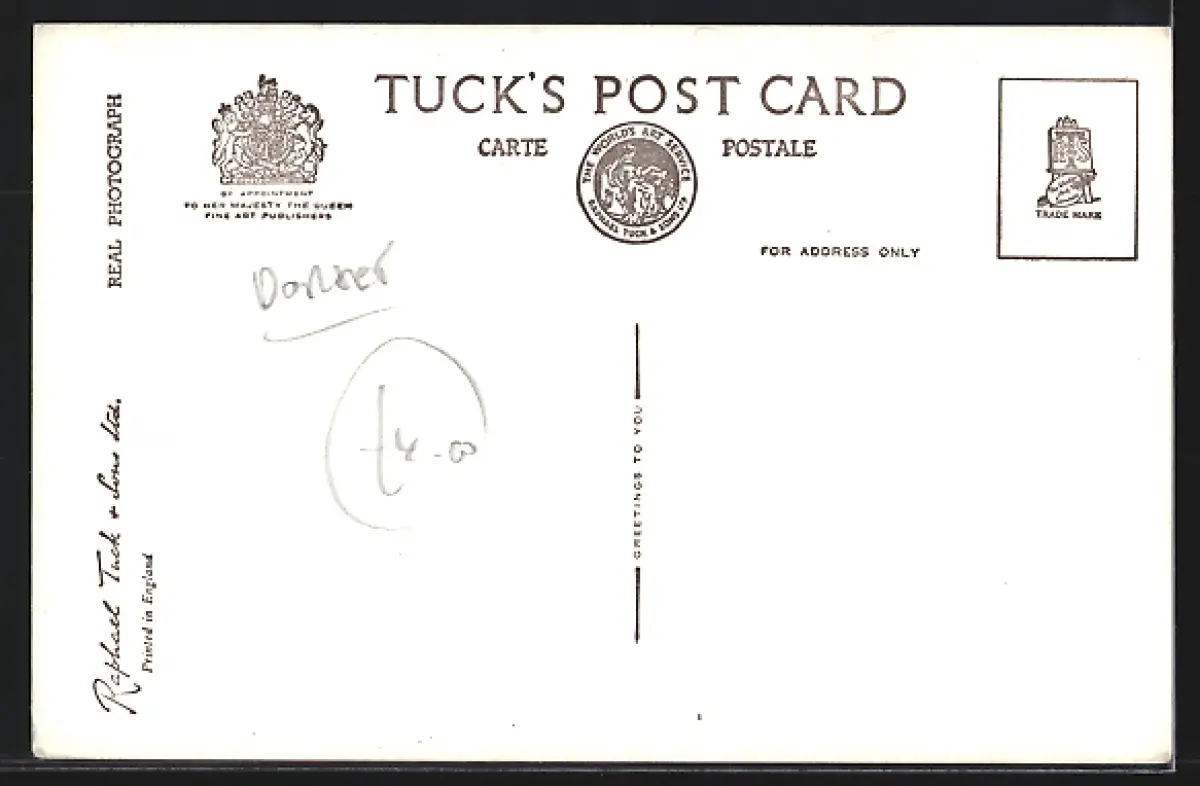 TUCK'S POST CARD
CARTE POSTALE
THE WORLD'S ART SERVICE
RAPHAEL TUCK & SONS LTD
BY APPOINTMENT
TO HER MAJESTY THE QUEEN
FINE ART PUBLISHERS
TRADE MARK
FOR ADDRESS ONLY
REAL PHOTOGRAPH
£4.00
GREETINGS TO YOU
Raphael Tuck & Sons Ltd.
Printed in England